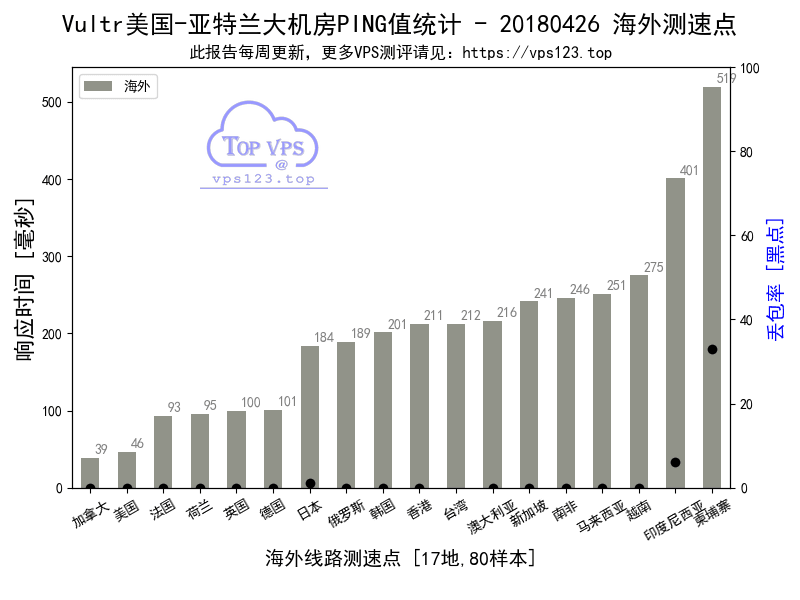 Vultr美国-亚特兰大机房PING值统计 - 20180426 海外测速点
此报告每周更新，更多VPS测评请见：https://vps123.top
海外
TOP VPS
@
vps123.top
响应时间 [毫秒]
500
400
300
200
100
0
39
46
93
95
100
101
184
189
201
211
212
216
241
246
251
275
401
519
100
80
60
40
20
0
丢包率 [黑点]
加拿大
美国
法国
荷兰
英国
德国
日本
俄罗斯
韩国
香港
台湾
澳大利亚
新加坡
南非
马来西亚
越南
印度尼西亚
柬埔寨
海外线路测速点 [17地,80样本]